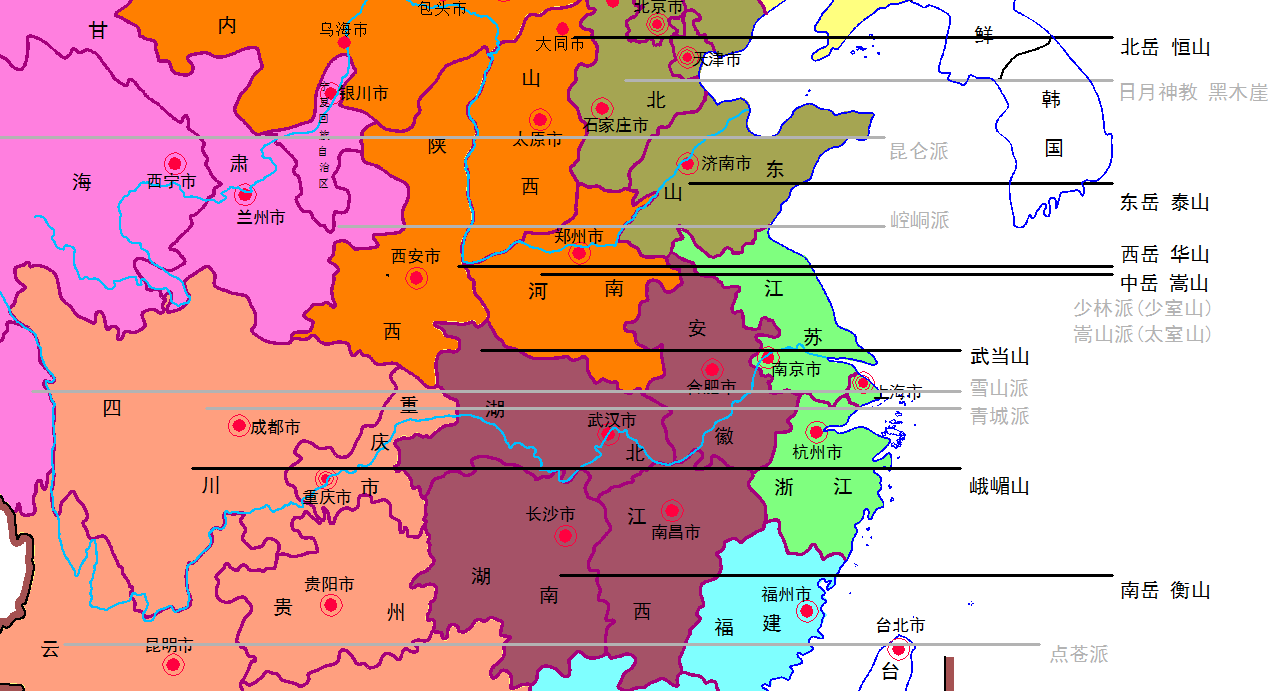 包头市
北京市
甘
内
乌海市
大同市
鲜
北岳 恒山
天津市
山
银川市
日月神教 黑木崖
北
韩
石家庄市
宁夏回族自治区
太原市
陕
昆仑派
国
肃
济南市
东
海
西宁市
西
山
东岳 泰山
兰州市
崆峒派
郑州市
西安市
西岳 华山
河
南
江
中岳 嵩山
少林派(少室山)
西
安
苏
嵩山派(太室山)
武当山
南京市
合肥市
雪山派
上海市
四
重
湖
青城派
成都市
武汉市
庆
北
徽
杭州市
川
重庆市
市
浙
江
峨嵋山
长沙市
江
南昌市
湖
贵阳市
南
福州市
南岳 衡山
贵
州
西
福
建
台北市
云
昆明市
点苍派
台